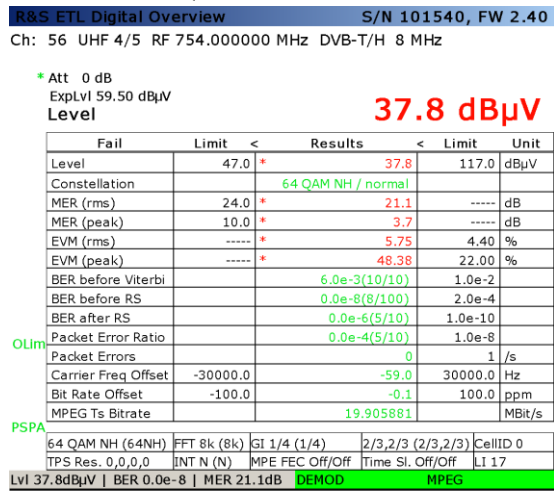 R&S ETL Digital Overview S/N 101540, FW 2.40
Ch: 56 UHF 4/5 RF 754.000000 MHz DVB-T/H 8 MHz
* Att 0 dB
ExpLvl 59.50 dBµV
Level 37.8 dBµV
Fail Limit < Results < Limit Unit
Level 47.0 * 37.8 117.0 dBµV
Constellation 64 QAM NH / normal
MER (rms) 24.0 * 21.1 ----- dB
MER (peak) 10.0 * 3.7 ----- dB
EVM (rms) ----- * 5.75 4.40 %
EVM (peak) ----- * 48.38 22.00 %
BER before Viterbi 6.0e-3(10/10) 1.0e-2
BER before RS 0.0e-8(8/100) 2.0e-4
BER after RS 0.0e-6(5/10) 1.0e-10
Packet Error Ratio 0.0e-4(5/10) 1.0e-8
OLim
Packet Errors 0 1 /s
Carrier Freq Offset -30000.0 -59.0 30000.0 Hz
Bit Rate Offset -100.0 -0.1 100.0 ppm
MPEG Ts Bitrate 19.905881 MBit/s
PSPA
64 QAM NH (64NH) FFT 8k (8k) GI 1/4 (1/4) 2/3,2/3 (2/3,2/3) CellID 0
TPS Res. 0,0,0,0 INT N (N) MPE FEC Off/Off Time Sl. Off/Off LI 17
Lvl 37.8dBµV | BER 0.0e-8 | MER 21.1dB DEMOD MPEG